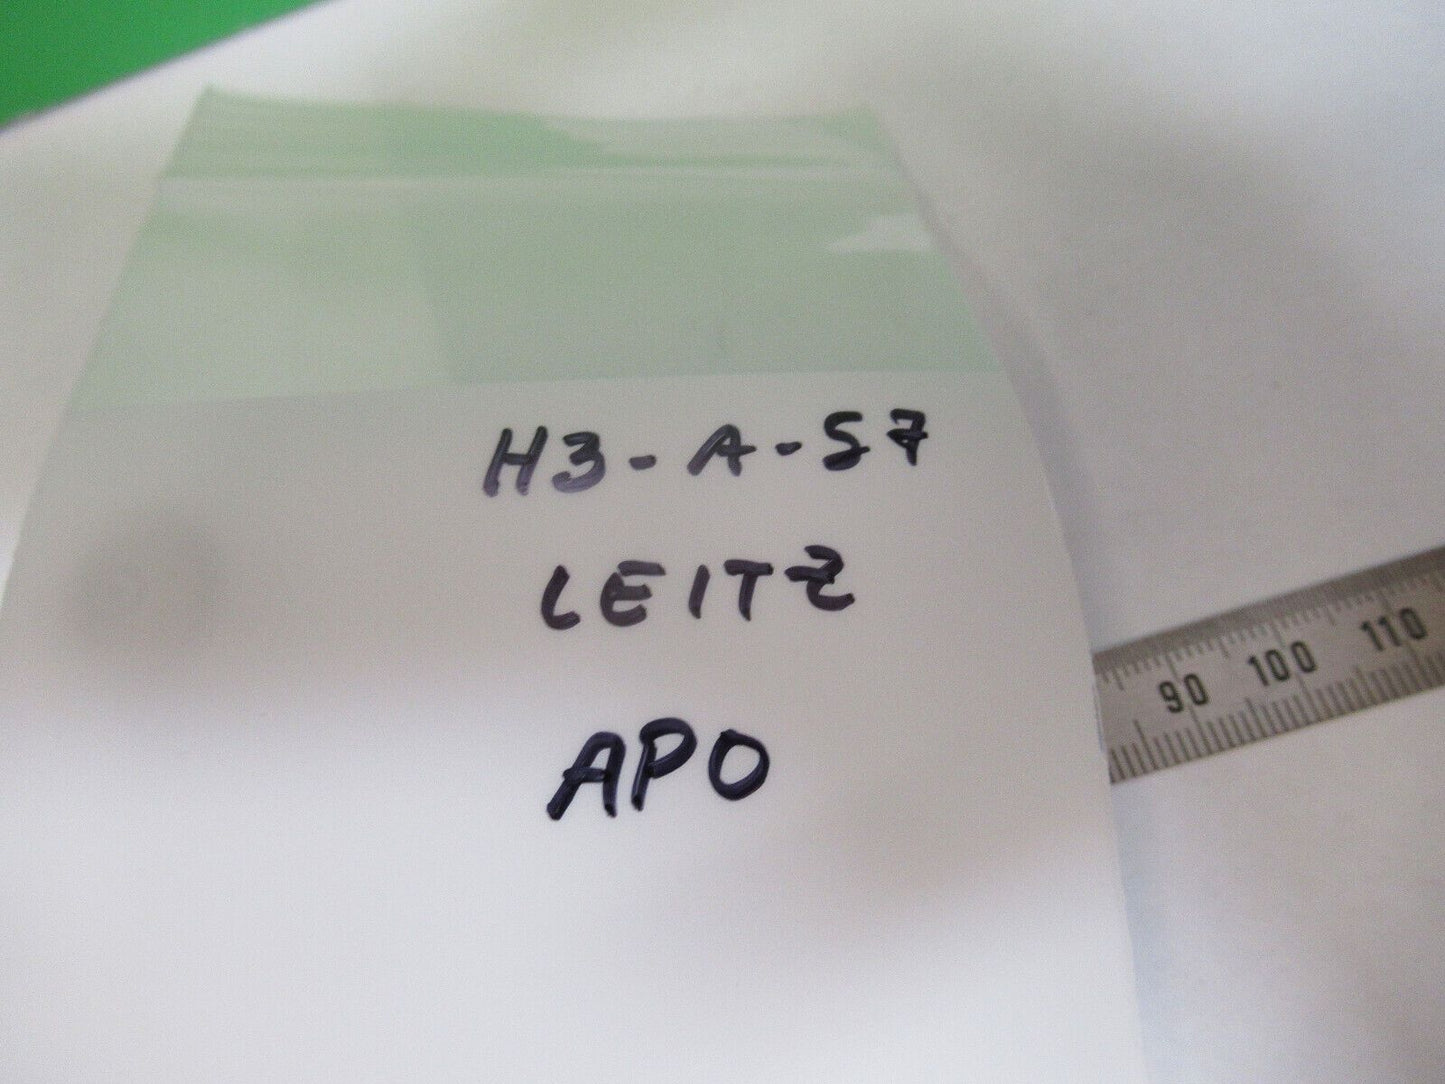 H3-A-57
LEITZ
APO
90 100 110